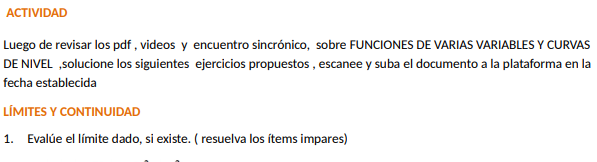 ACTIVIDAD
Luego de revisar los pdf , videos y encuentro sincrónico, sobre FUNCIONES DE VARIAS VARIABLES Y CURVAS
DE NIVEL ,solucione los siguientes ejercicios propuestos , escanee y suba el documento a la plataforma en la
fecha establecida
LÍMITES Y CONTINUIDAD
1. Evalúe el límite dado, si existe. ( resuelva los ítems impares)